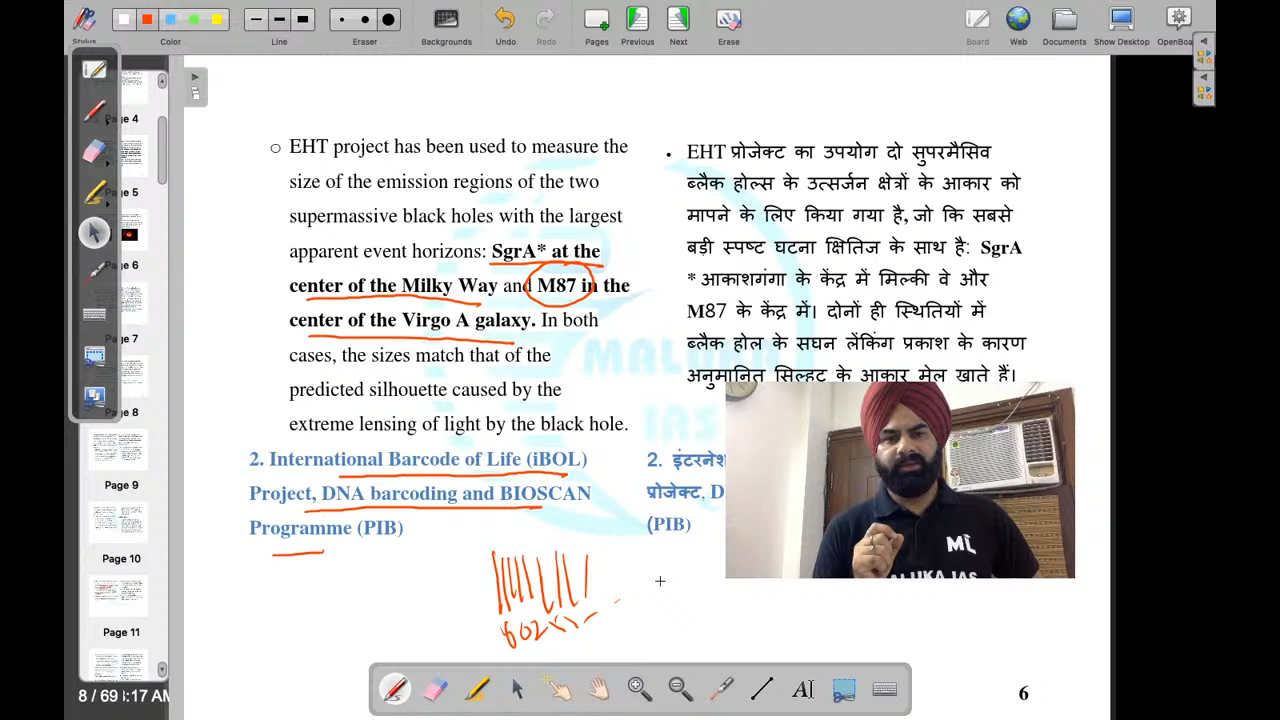 Stylus
Color
Line
Eraser
Backgrounds
Undo
Redo
Pages
Previous
Next
Erase
Board
Web
Documents
Show Desktop
Page 4
Page 5
Page 6
Page 7
Page 8
Page 9
Page 10
Page 11
8 / 69
EHT project has been used to measure the
size of the emission regions of the two
supermassive black holes with the largest
apparent event horizons: SgrA* at the
center of the Milky Way and M87 in the
center of the Virgo A galaxy. In both
cases, the sizes match that of the
predicted silhouette caused by the
extreme lensing of light by the black hole.
2. International Barcode of Life (iBOL)
Project, DNA barcoding and BIOSCAN
Programme (PIB)
• EHT प्रोजेक्ट का उपयोग दो सुपरमैसिव
ब्लैक होल्स के उत्सर्जन क्षेत्रों के आकार को
मापने के लिए किया गया है, जो कि सबसे
बड़ी स्पष्ट घटना क्षितिज के साथ है: SgrA
* आकाशगंगा के केंद्र में मिल्की वे और
M87 के केंद्र में। दोनों ही स्थितियों में
ब्लैक होल के सघन लेंकिंग प्रकाश के कारण
अनुमानित सिल्हट के आकार मेल खाते हैं।
2. इंटरनेश
प्रोजेक्ट, D
(PIB)
IAS
6